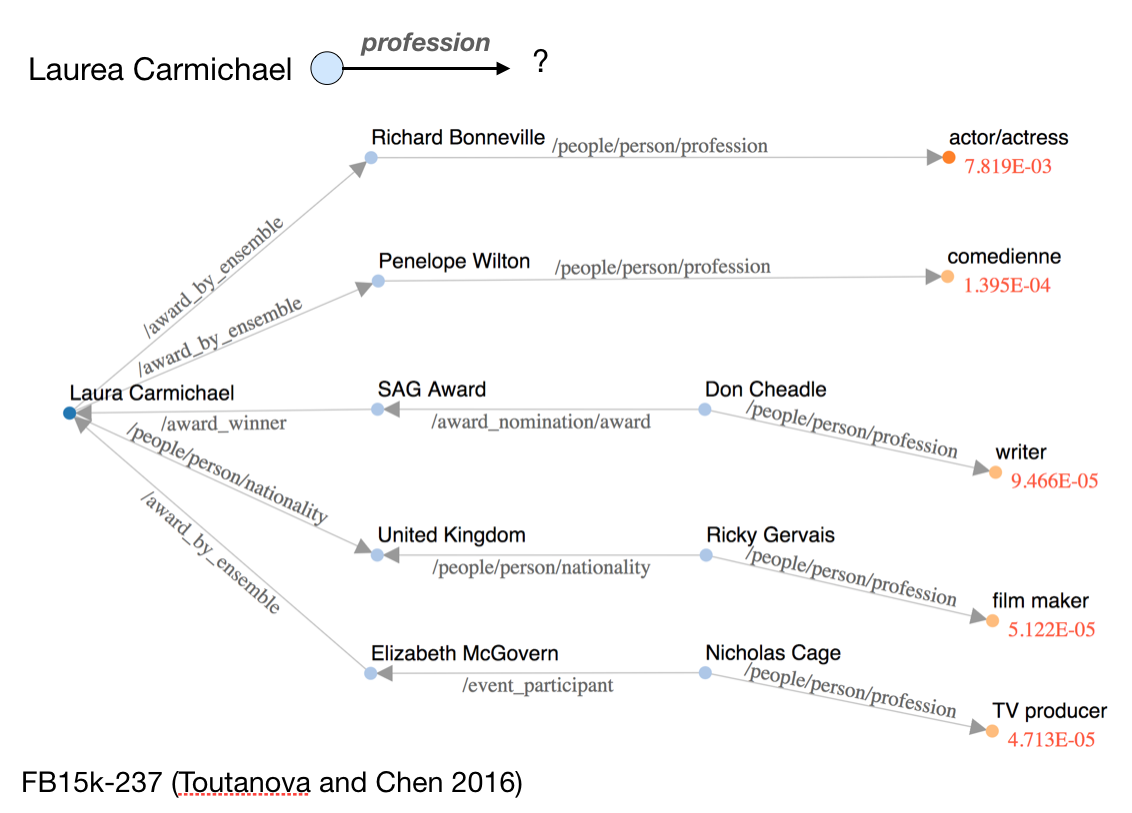 profession
Laurea Carmichael
?
Richard Bonneville
/people/person/profession
actor/actress
7.819E-03
/award_by_ensemble
Penelope Wilton
/people/person/profession
comedienne
1.395E-04
/award_by_ensemble
Laura Carmichael
SAG Award
Don Cheadle
/award_winner
/award_nomination/award
/people/person/profession
writer
9.466E-05
/people/person/nationality
United Kingdom
Ricky Gervais
/people/person/nationality
/people/person/profession
film maker
5.122E-05
/award_by_ensemble
Elizabeth McGovern
Nicholas Cage
/event_participant
/people/person/profession
TV producer
4.713E-05
FB15k-237 (Toutanova and Chen 2016)